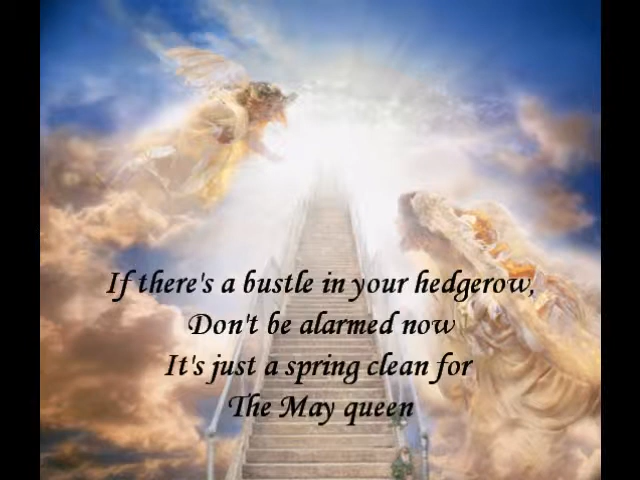 If there's a bustle in your hedgerow,
Don't be alarmed now
It's just a spring clean for
The May queen